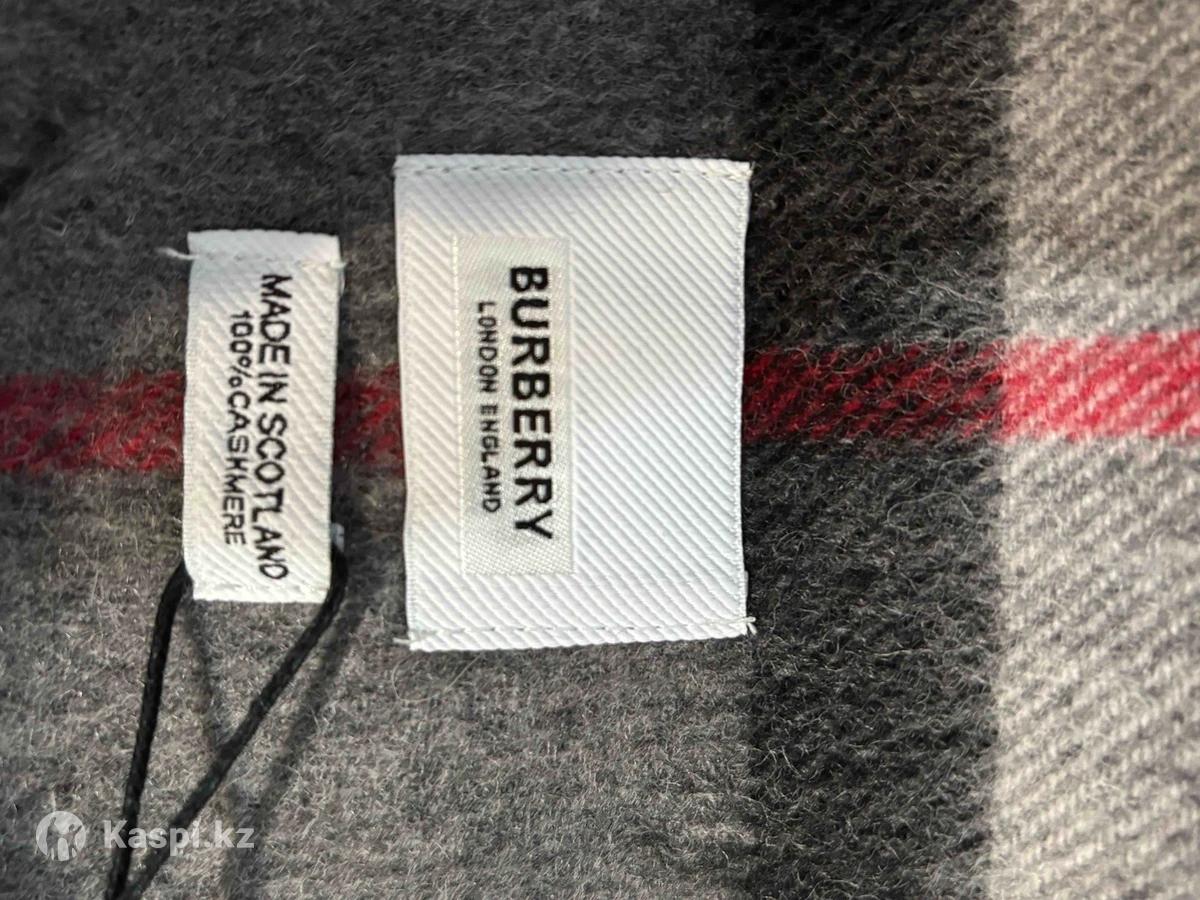 BURBERRY
LONDON ENGLAND
MADE IN SCOTLAND
100% CASHMERE
Kaspi.kz